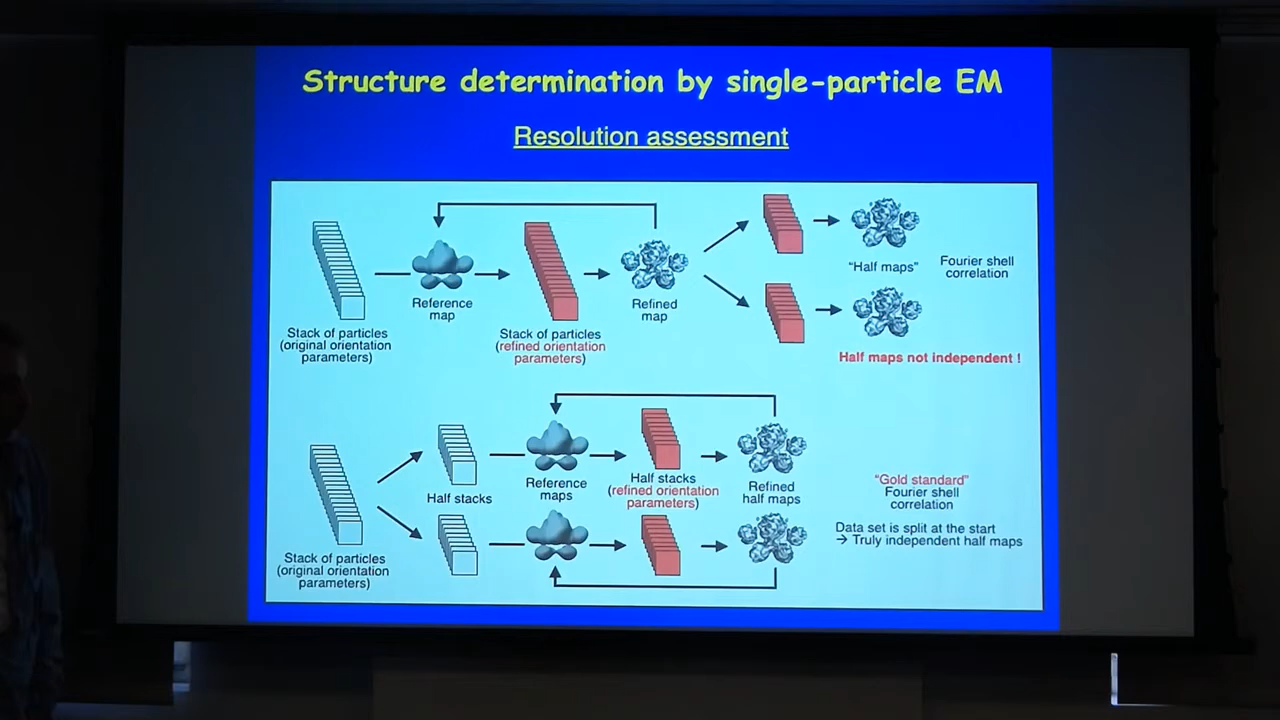 Structure determination by single-particle EM
Resolution assessment
"Half maps"
Fourier shell
correlation
Reference
map
Refined
map
Stack of particles
(original orientation
parameters)
Stack of particles
(refined orientation
parameters)
Half maps not independent !
Half stacks
Reference
maps
Half stacks
(refined orientation
parameters)
Refined
half maps
"Gold standard"
Fourier shell
correlation
Data set is split at the start
→ Truly independent half maps
Stack of particles
(original orientation
parameters)